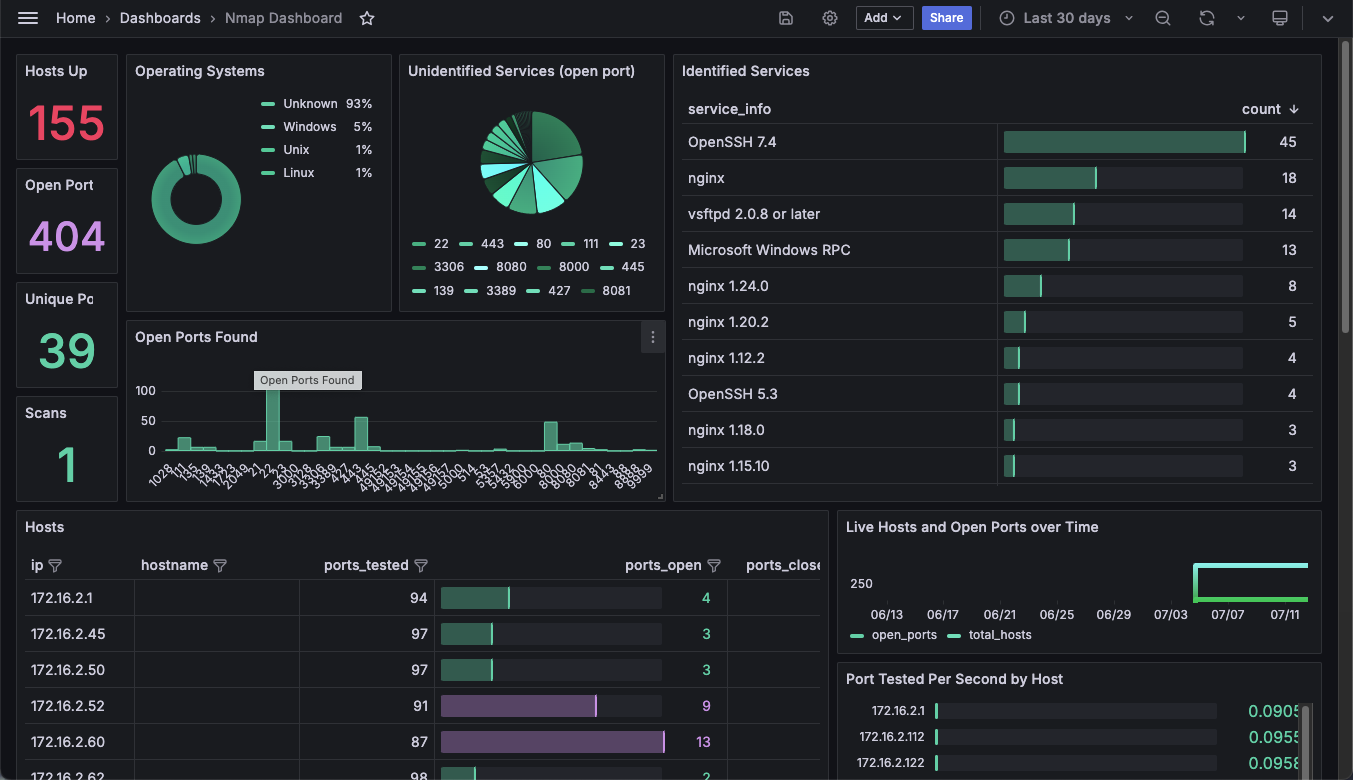 Home › Dashboards › Nmap Dashboard
Add
Share
Last 30 days
Hosts Up
155
Open Port
404
Unique Po
39
Scans
1
Operating Systems
Unknown 93%
Windows 5%
Unix 1%
Linux 1%
Unidentified Services (open port)
22 443 80 111 23
3306 8080 8000 445
139 3389 427 8081
Open Ports Found
Open Ports Found
100
50
0
1028 111 135 139 1433 1723 2049 21 22 23 3000 3128 3306 3389 427 443 445 49152 49153 49154 49155 49156 49157 5000 514 53 5357 5432 5900 6000 80 8000 8080 8081 81 8443 88 8888 9999
Identified Services
service_info count
OpenSSH 7.4 45
nginx 18
vsftpd 2.0.8 or later 14
Microsoft Windows RPC 13
nginx 1.24.0 8
nginx 1.20.2 5
nginx 1.12.2 4
OpenSSH 5.3 4
nginx 1.18.0 3
nginx 1.15.10 3
Hosts
ip hostname ports_tested ports_open ports_close
172.16.2.1 94 4
172.16.2.45 97 3
172.16.2.50 97 3
172.16.2.52 91 9
172.16.2.60 87 13
172.16.2.62 98 2
Live Hosts and Open Ports over Time
250
06/13 06/17 06/21 06/25 06/29 07/03 07/07 07/11
open_ports total_hosts
Port Tested Per Second by Host
172.16.2.1 0.0905
172.16.2.112 0.0955
172.16.2.122 0.0958